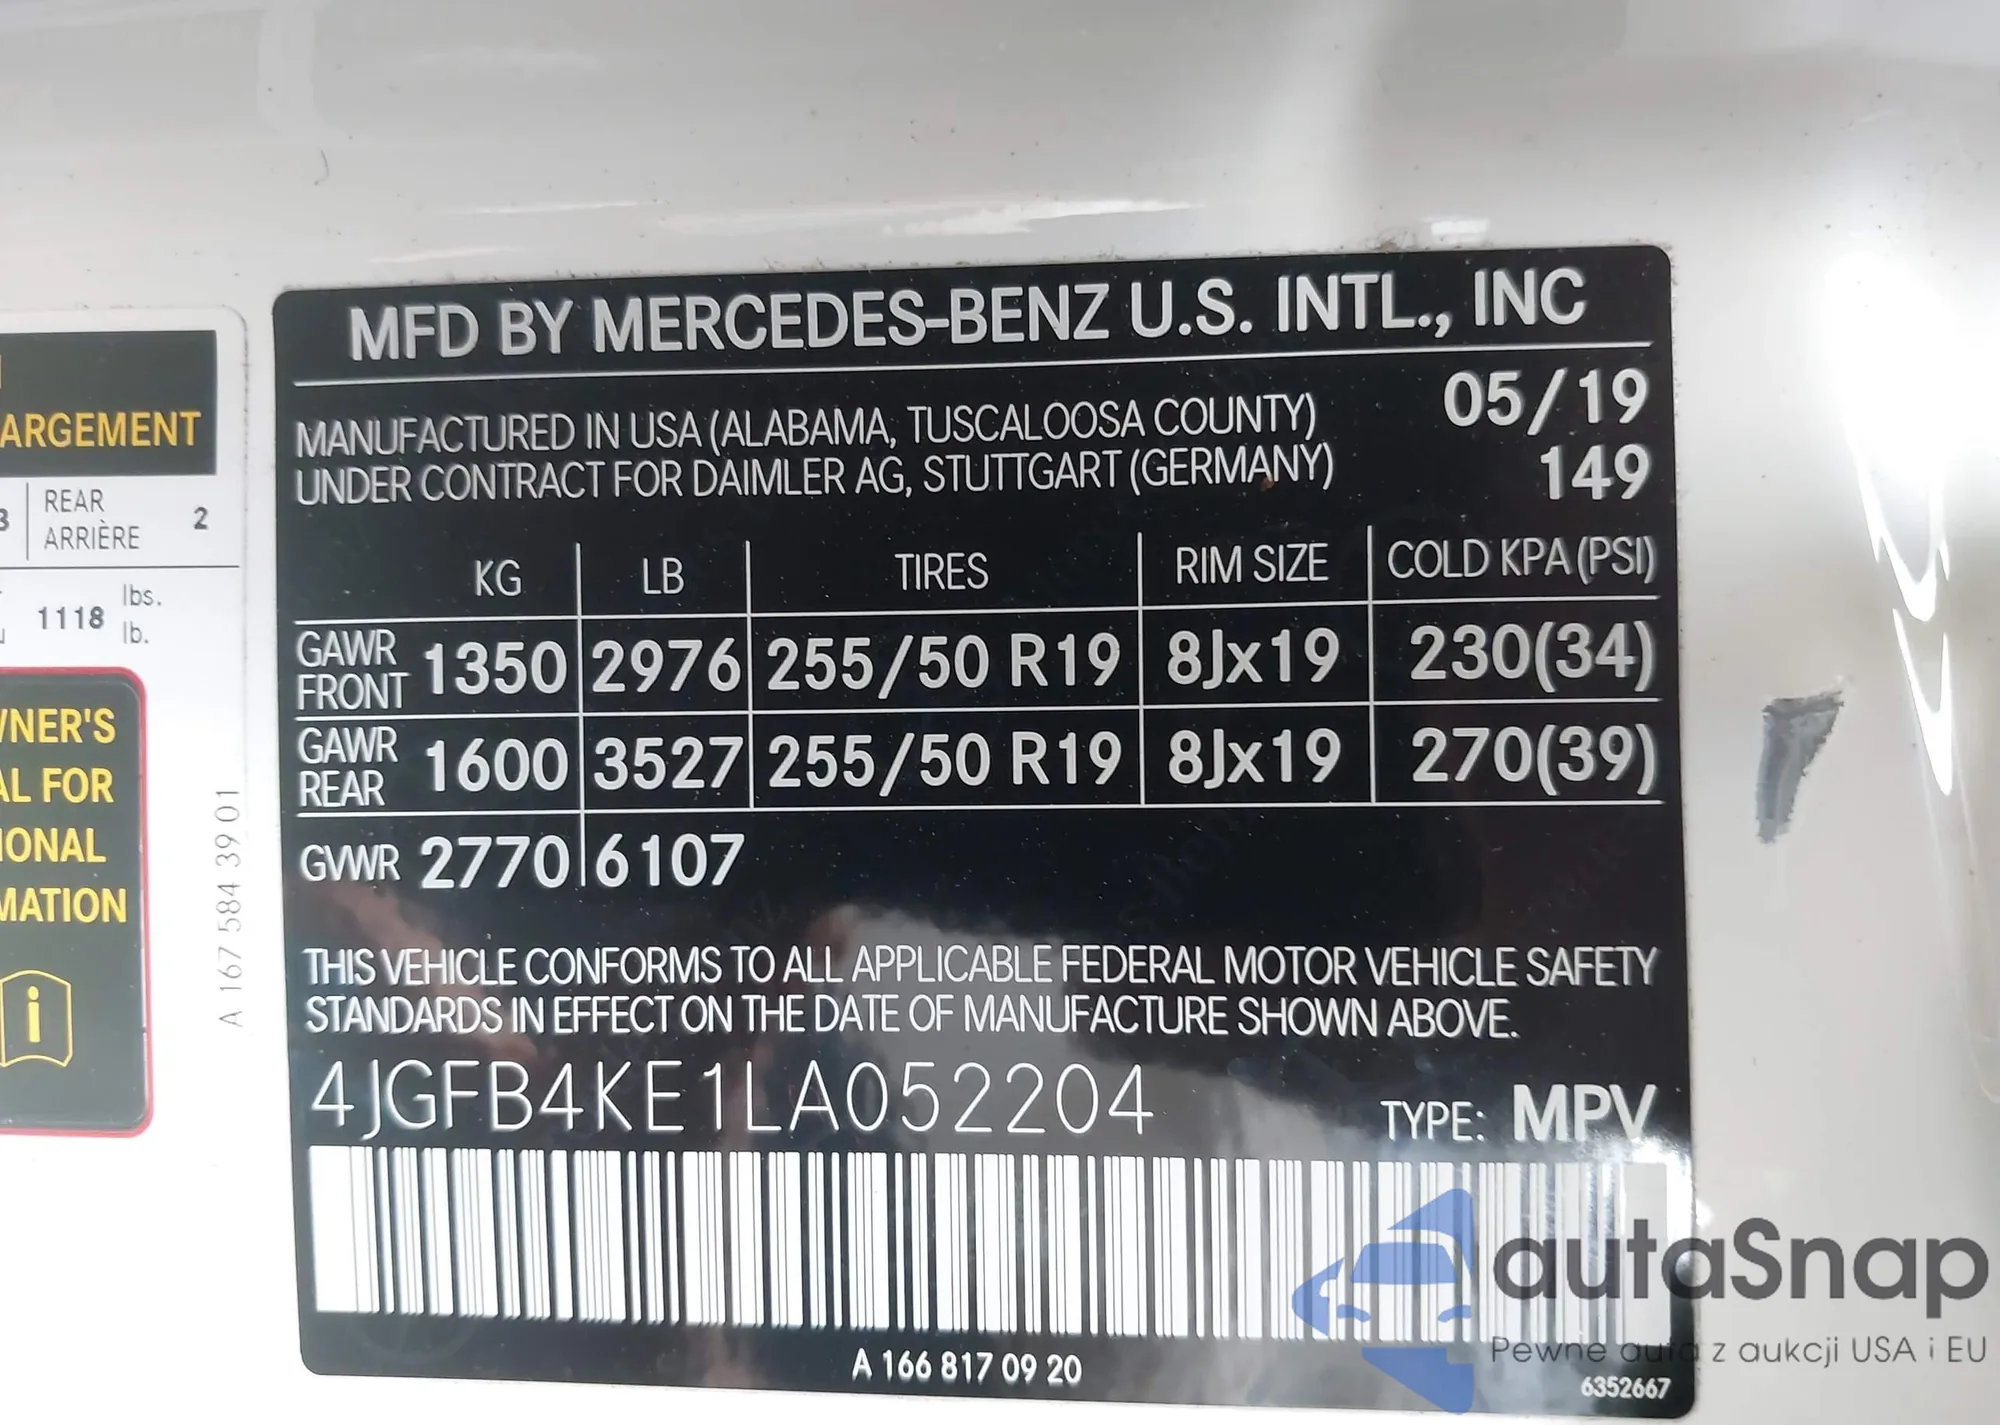 ARGEMENT
3 REAR 2
ARRIÈRE
1118 lbs.
lb.
WNER'S
AL FOR
IONAL
MATION
i
A 167 584 39 01
MFD BY MERCEDES-BENZ U.S. INTL., INC
MANUFACTURED IN USA (ALABAMA, TUSCALOOSA COUNTY) 05/19
UNDER CONTRACT FOR DAIMLER AG, STUTTGART (GERMANY) 149
KG LB TIRES RIM SIZE COLD KPA (PSI)
GAWR FRONT 1350 2976 255/50 R19 8Jx19 230(34)
GAWR REAR 1600 3527 255/50 R19 8Jx19 270(39)
GVWR 2770 6107
THIS VEHICLE CONFORMS TO ALL APPLICABLE FEDERAL MOTOR VEHICLE SAFETY
STANDARDS IN EFFECT ON THE DATE OF MANUFACTURE SHOWN ABOVE.
4JGFB4KE1LA052204 TYPE: MPV
A 166 817 09 20
6352667
autaSnap
Pewne auta z aukcji USA i EU